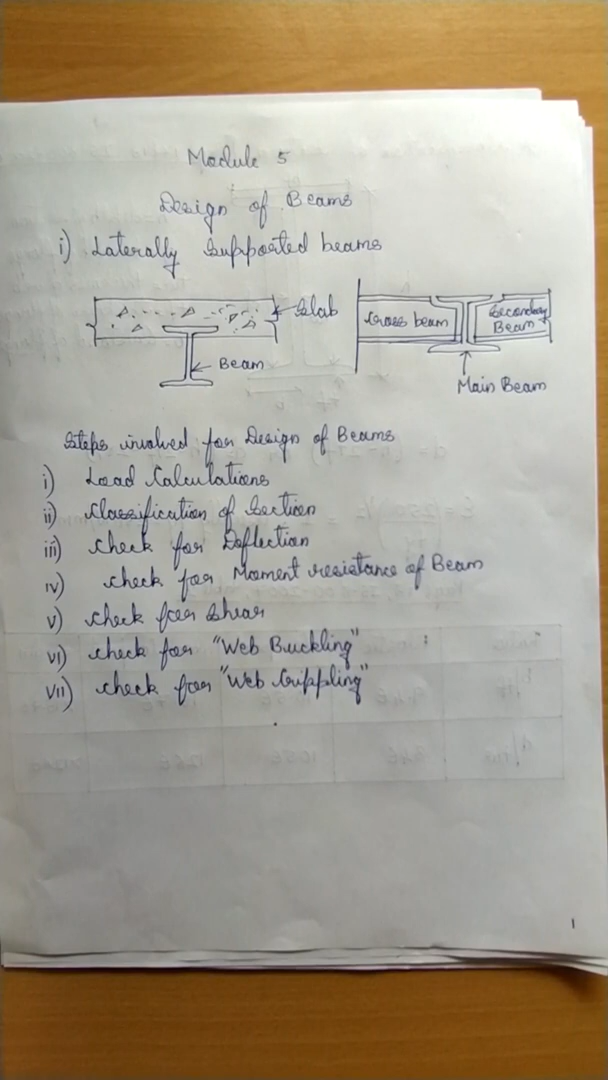 Module 5
Design of Beams
i) Laterally supported beams
Slab
Beam
Cross beam
Secondary
Beam
Main Beam
Steps involved for Design of Beams
i) Load Calculations
ii) Classification of Section
iii) check for Deflection
iv) check for Moment resistance of Beam
v) check for shear
vi) check for "Web Buckling"
vii) check for "Web Crippling"
1